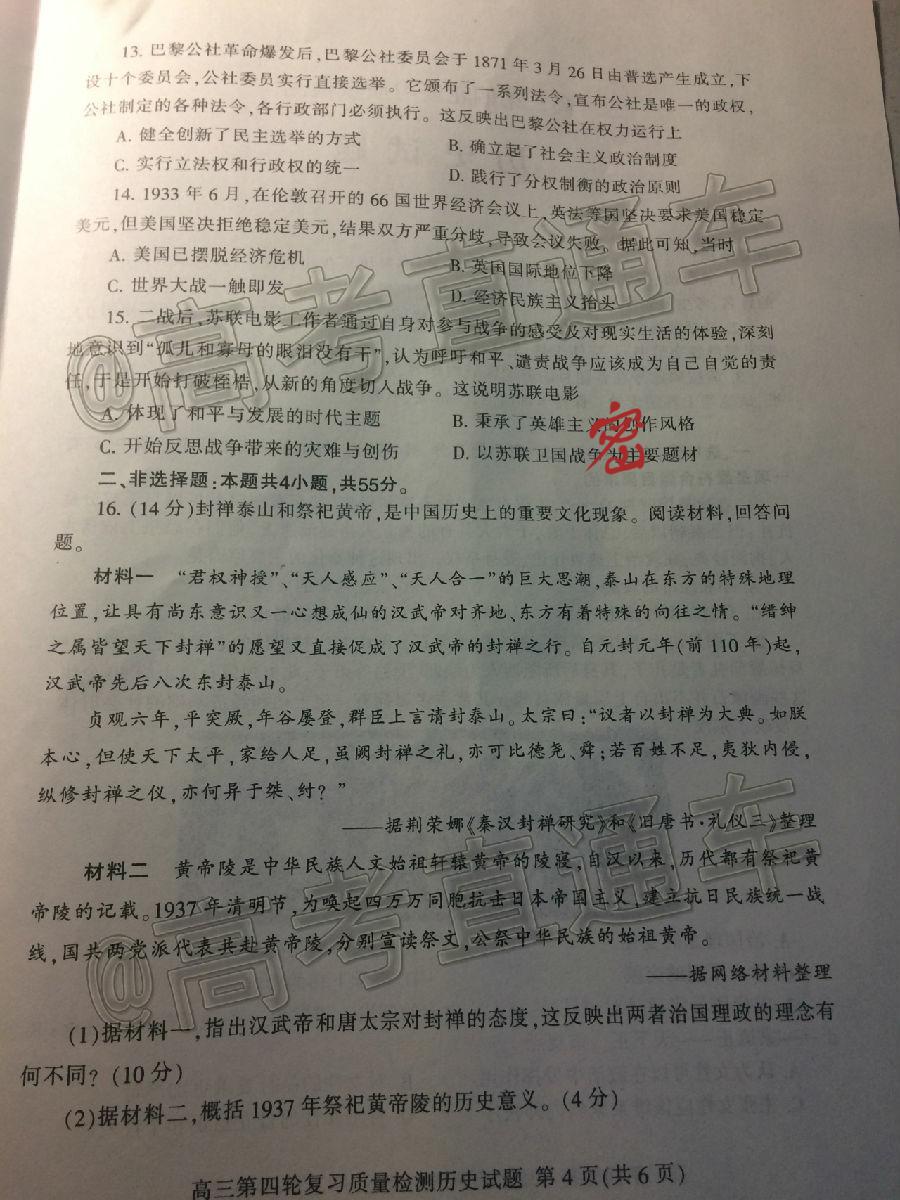 13. 巴黎公社革命爆发后,巴黎公社委员会于1871年3月26日由普选产生成立,下
设十个委员会,公社委员实行直接选举。它颁布了一系列法令,宣布公社是唯一的政权,
公社制定的各种法令,各行政部门必须执行。这反映出巴黎公社在权力运行上
A. 健全创新了民主选举的方式
B. 确立起了社会主义政治制度
C. 实行立法权和行政权的统一
D. 践行了分权制衡的政治原则
14. 1933年6月,在伦敦召开的66国世界经济会议上,英法等国坚决要求美国稳定
美元,但美国坚决拒绝稳定美元,结果双方严重分歧,导致会议失败。据此可知,当时
A. 美国已摆脱经济危机
B. 英国国际地位下降
C. 世界大战一触即发
D. 经济民族主义抬头
15. 二战后,苏联电影工作者通过自身对参与战争的感受及对现实生活的体验,深刻
地意识到“孤儿和寡母的眼泪没有干”,认为呼吁和平、谴责战争应该成为自己自觉的责
任,于是开始打破桎梏,从新的角度切入战争。这说明苏联电影
A. 体现了和平与发展的时代主题
B. 秉承了英雄主义的创作风格
C. 开始反思战争带来的灾难与创伤
D. 以苏联卫国战争为主要题材
密
二、非选择题:本题共4小题,共55分。
16. (14分)封禅泰山和祭祀黄帝,是中国历史上的重要文化现象。阅读材料,回答问
题。
材料一 “君权神授”、“天人感应”、“天人合一”的巨大思潮,泰山在东方的特殊地理
位置,让具有尚东意识又一心想成仙的汉武帝对齐地、东方有着特殊的向往之情。“缙绅
之属皆望天下封禅”的愿望又直接促成了汉武帝的封禅之行。自元封元年(前110年)起,
汉武帝先后八次东封泰山。
贞观六年,平突厥,年谷屡登,群臣上言请封泰山。太宗曰:“议者以封禅为大典。如朕
本心,但使天下太平,家给人足,虽阙封禅之礼,亦可比德尧、舜;若百姓不足,夷狄内侵,
纵修封禅之仪,亦何异于桀、纣?”
——据荆荣娜《秦汉封禅研究》和《旧唐书·礼仪三》整理
材料二 黄帝陵是中华民族人文始祖轩辕黄帝的陵寝,自汉以来,历代都有祭祀黄
帝陵的记载。1937年清明节,为唤起四万万同胞抗击日本帝国主义,建立抗日民族统一战
线,国共两党派代表共赴黄帝陵,分别宣读祭文,公祭中华民族的始祖黄帝。
——据网络材料整理
(1)据材料一,指出汉武帝和唐太宗对封禅的态度,这反映出两者治国理政的理念有
何不同?(10分)
(2)据材料二,概括1937年祭祀黄帝陵的历史意义。(4分)
高三第四轮复习质量检测历史试题 第4页(共6页)
@高考直通车
@高考直通车